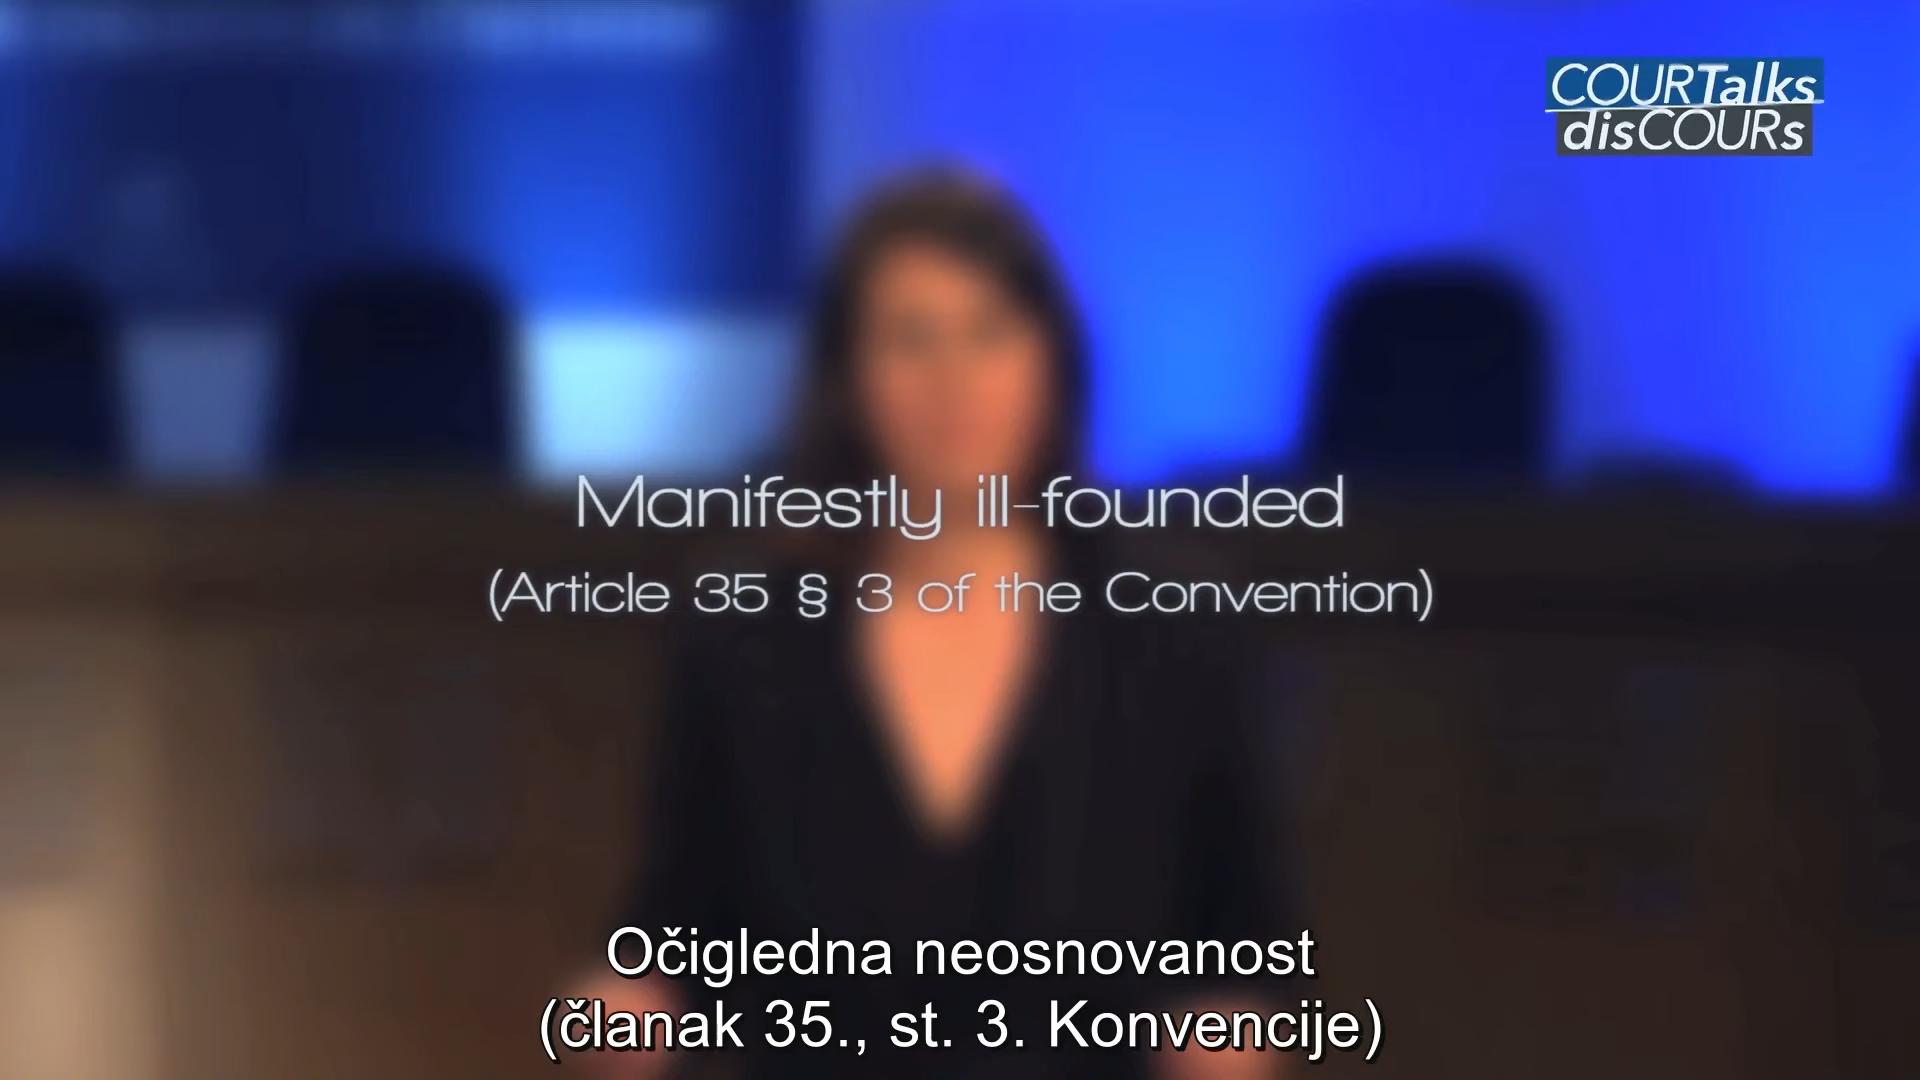 COURTalks
disCOURs
Manifestly ill-founded
(Article 35 § 3 of the Convention)
Očigledna neosnovanost
(članak 35., st. 3. Konvencije)